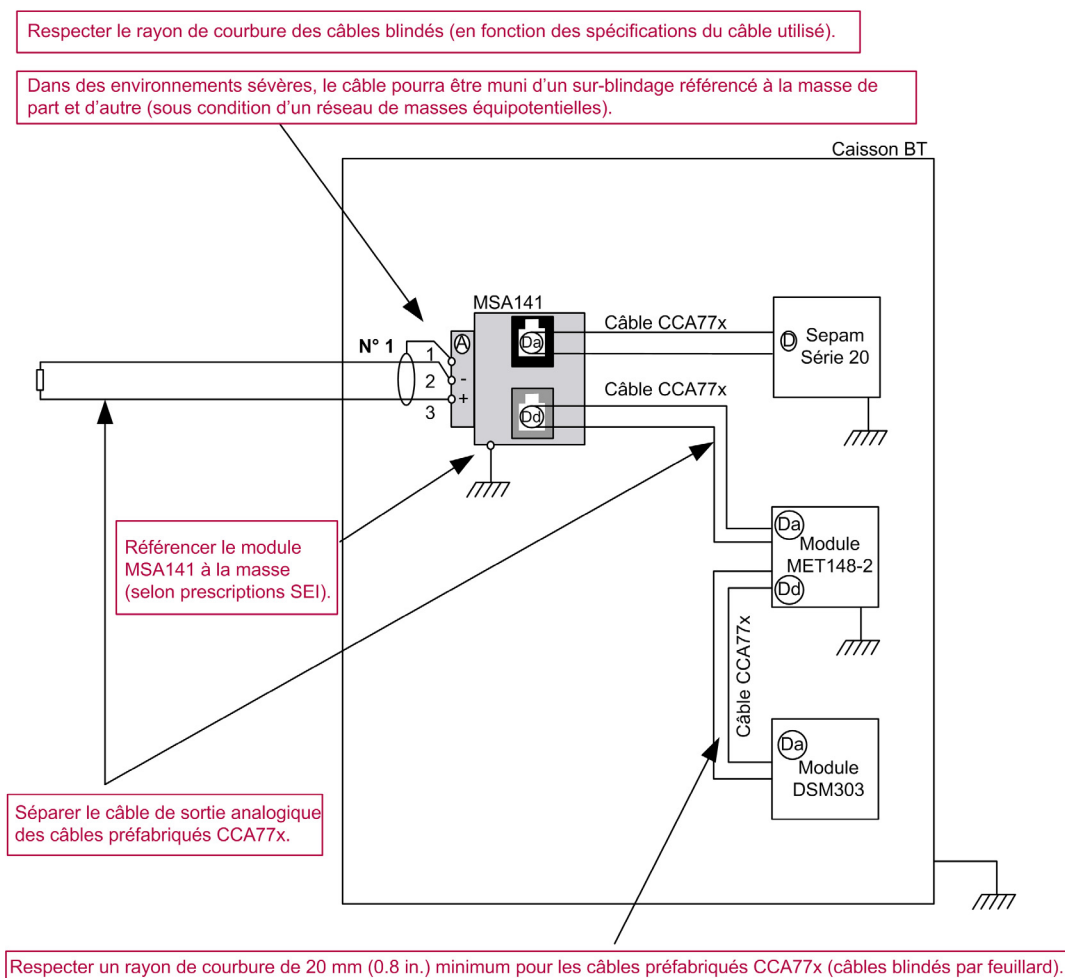 Respecter le rayon de courbure des câbles blindés (en fonction des spécifications du câble utilisé).
Dans des environnements sévères, le câble pourra être muni d'un sur-blindage référencé à la masse de
part et d'autre (sous condition d'un réseau de masses équipotentielles).
Caisson BT
MSA141
Câble CCA77x
N° 1
1
A
Da
D
Sepam
Série 20
2
-
3
+
Câble CCA77x
Dd
Référencer le module
MSA141 à la masse
(selon prescriptions SEI).
Da
Module
MET148-2
Dd
Câble CCA77x
Da
Module
DSM303
Séparer le câble de sortie analogique
des câbles préfabriqués CCA77x.
Respecter un rayon de courbure de 20 mm (0.8 in.) minimum pour les câbles préfabriqués CCA77x (câbles blindés par feuillard).